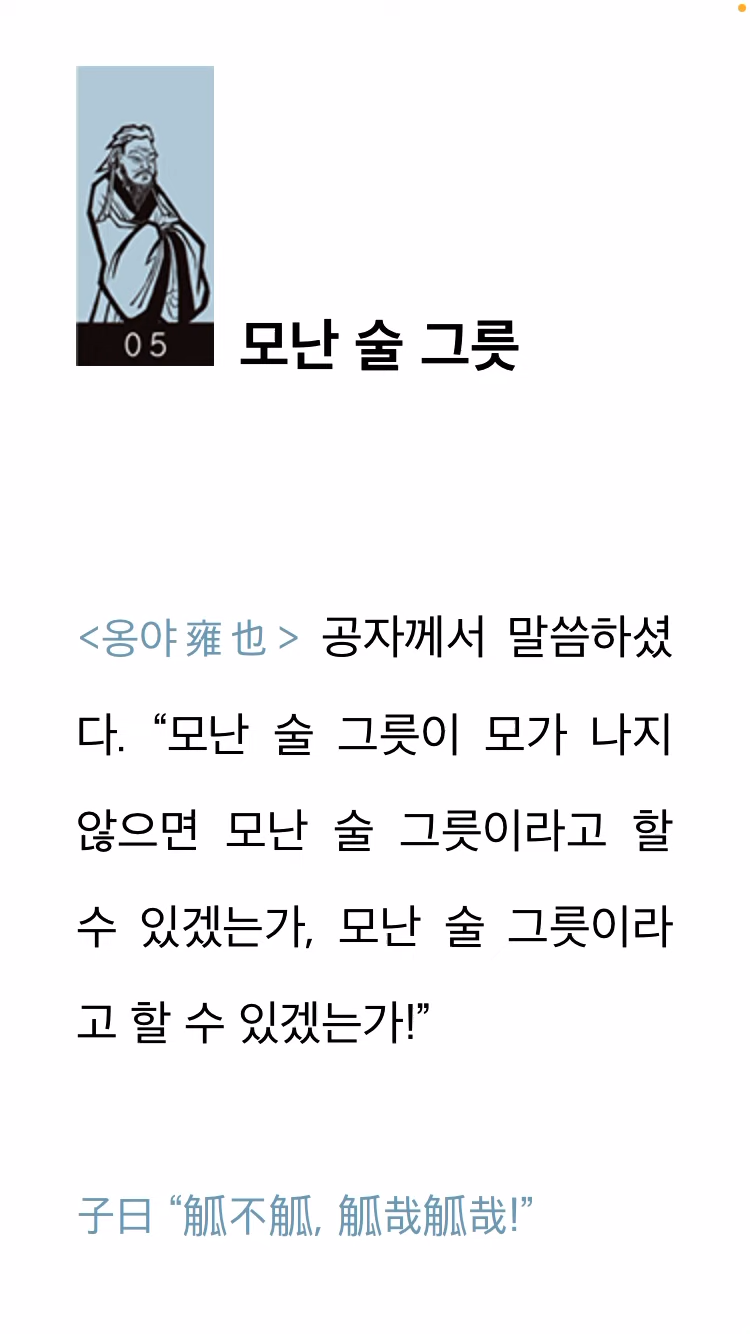 05
모난 술 그릇
<옹야雍也> 공자께서 말씀하셨
다. “모난 술 그릇이 모가 나지
않으면 모난 술 그릇이라고 할
수 있겠는가, 모난 술 그릇이라
고 할 수 있겠는가!”
子曰 “觚不觚, 觚哉觚哉!”